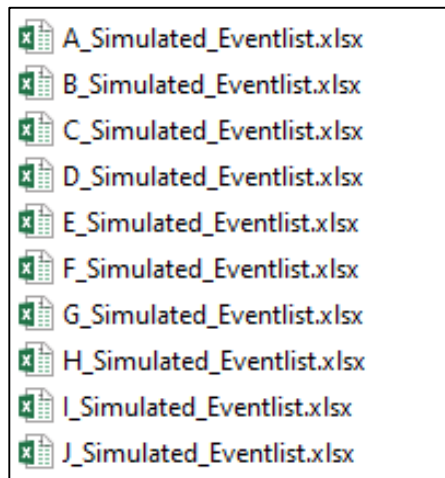 A_Simulated_Eventlist.xlsx
B_Simulated_Eventlist.xlsx
C_Simulated_Eventlist.xlsx
D_Simulated_Eventlist.xlsx
E_Simulated_Eventlist.xlsx
F_Simulated_Eventlist.xlsx
G_Simulated_Eventlist.xlsx
H_Simulated_Eventlist.xlsx
I_Simulated_Eventlist.xlsx
J_Simulated_Eventlist.xlsx